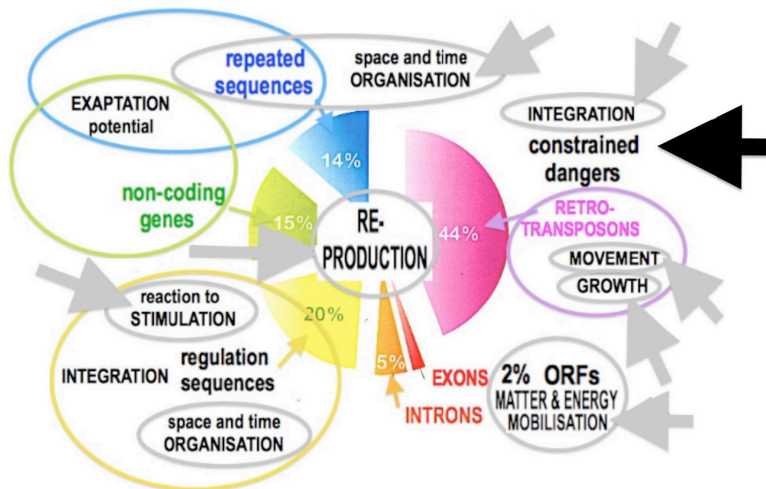 repeated
sequences
space and time
ORGANISATION
EXAPTATION
potential
INTEGRATION
constrained
dangers
14%
non-coding
genes
15%
RE-
PRODUCTION
44%
RETRO-
TRANSPOSONS
MOVEMENT
GROWTH
reaction to
STIMULATION
20%
INTEGRATION
regulation
sequences
5%
EXONS
INTRONS
2% ORFs
MATTER & ENERGY
MOBILISATION
space and time
ORGANISATION